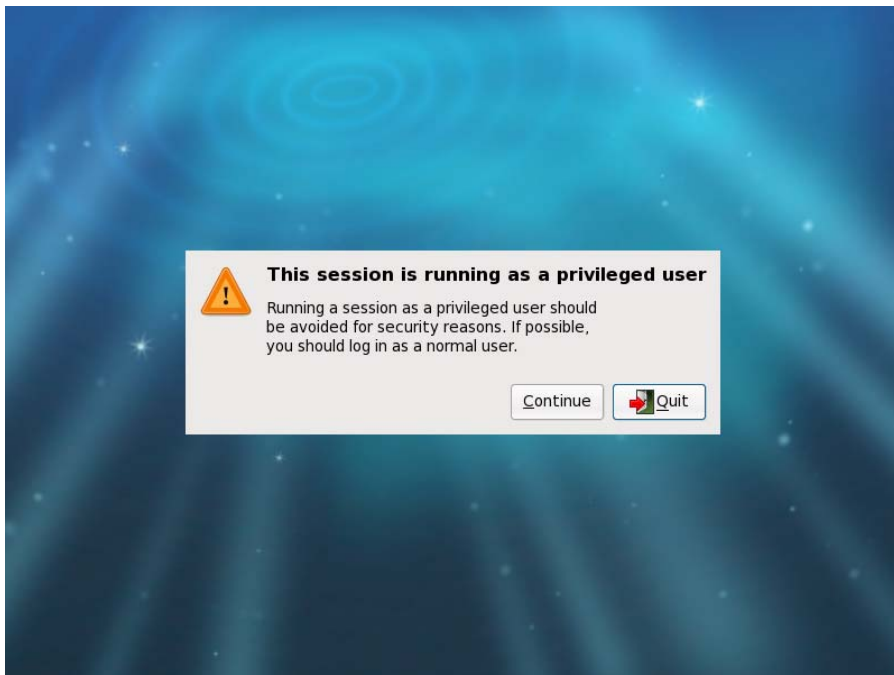 This session is running as a privileged user
Running a session as a privileged user should
be avoided for security reasons. If possible,
you should log in as a normal user.
Continue
Quit